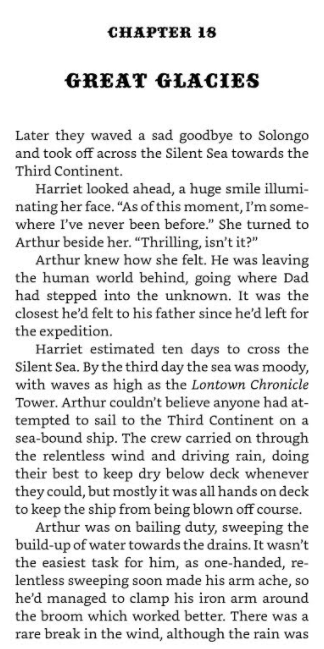 CHAPTER 18
GREAT GLACIES
Later they waved a sad goodbye to Solongo
and took off across the Silent Sea towards the
Third Continent.
Harriet looked ahead, a huge smile illumi-
nating her face. “As of this moment, I’m some-
where I’ve never been before.” She turned to
Arthur beside her. “Thrilling, isn’t it?”
Arthur knew how she felt. He was leaving
the human world behind, going where Dad
had stepped into the unknown. It was the
closest he’d felt to his father since he’d left for
the expedition.
Harriet estimated ten days to cross the
Silent Sea. By the third day the sea was moody,
with waves as high as the Lontown Chronicle
Tower. Arthur couldn’t believe anyone had at-
tempted to sail to the Third Continent on a
sea-bound ship. The crew carried on through
the relentless wind and driving rain, doing
their best to keep dry below deck whenever
they could, but mostly it was all hands on deck
to keep the ship from being blown off course.
Arthur was on bailing duty, sweeping the
build-up of water towards the drains. It wasn’t
the easiest task for him, as one-handed, re-
lentless sweeping soon made his arm ache, so
he’d managed to clamp his iron arm around
the broom which worked better. There was a
rare break in the wind, although the rain was